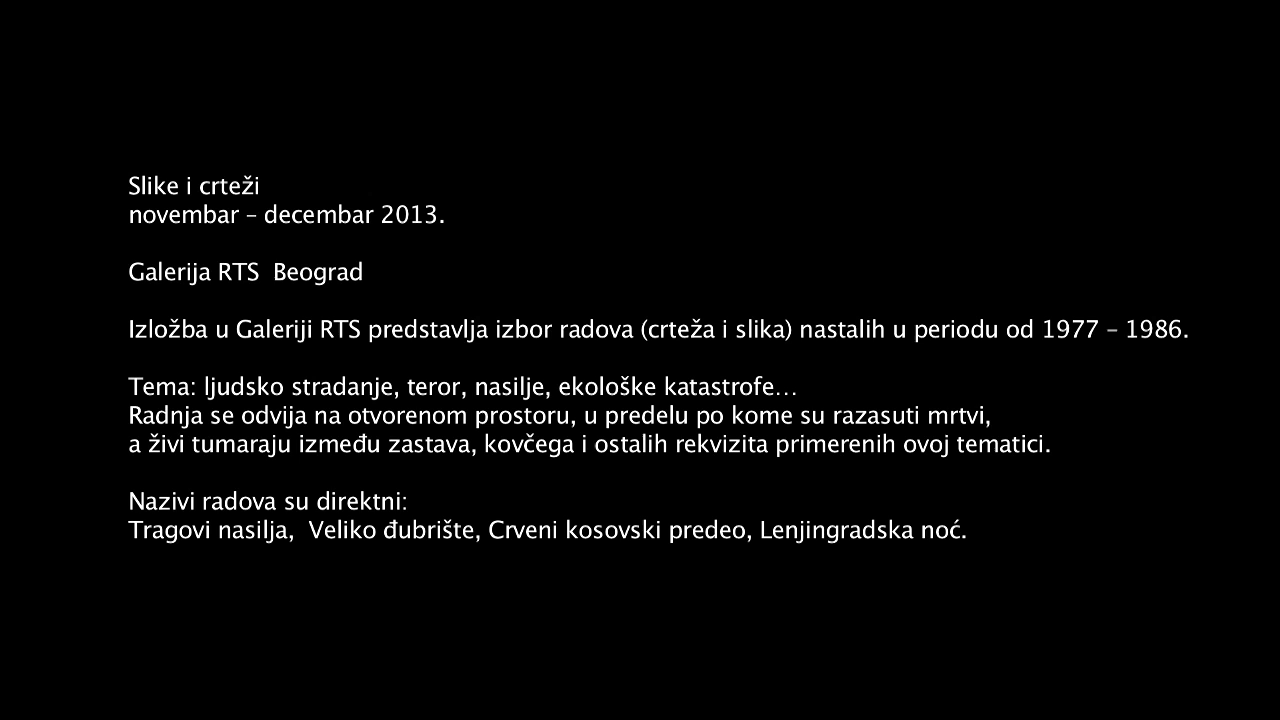 Slike i crteži
novembar – decembar 2013.
Galerija RTS  Beograd
Izložba u Galeriji RTS predstavlja izbor radova (crteža i slika) nastalih u periodu od 1977 – 1986.
Tema: ljudsko stradanje, teror, nasilje, ekološke katastrofe…
Radnja se odvija na otvorenom prostoru, u predelu po kome su razasuti mrtvi,
a živi tumaraju između zastava, kovčega i ostalih rekvizita primerenih ovoj tematici.
Nazivi radova su direktni:
Tragovi nasilja,  Veliko đubrište, Crveni kosovski predeo, Lenjingradska noć.